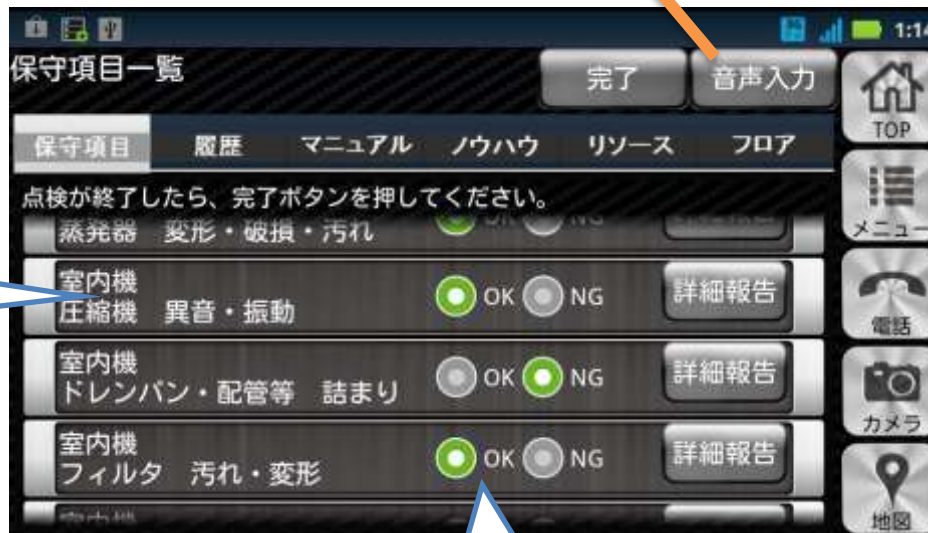 1:14
保守項目一覧
完了
音声入力
TOP
保守項目 履歴 マニュアル ノウハウ リソース フロア
点検が終了したら、完了ボタンを押してください。
蒸発器 変形・破損・汚れ
メニュー
室内機
圧縮機 異音・振動
OK NG
詳細報告
電話
室内機
ドレンパン・配管等 詰まり
OK NG
詳細報告
カメラ
室内機
フィルタ 汚れ・変形
OK NG
詳細報告
地図